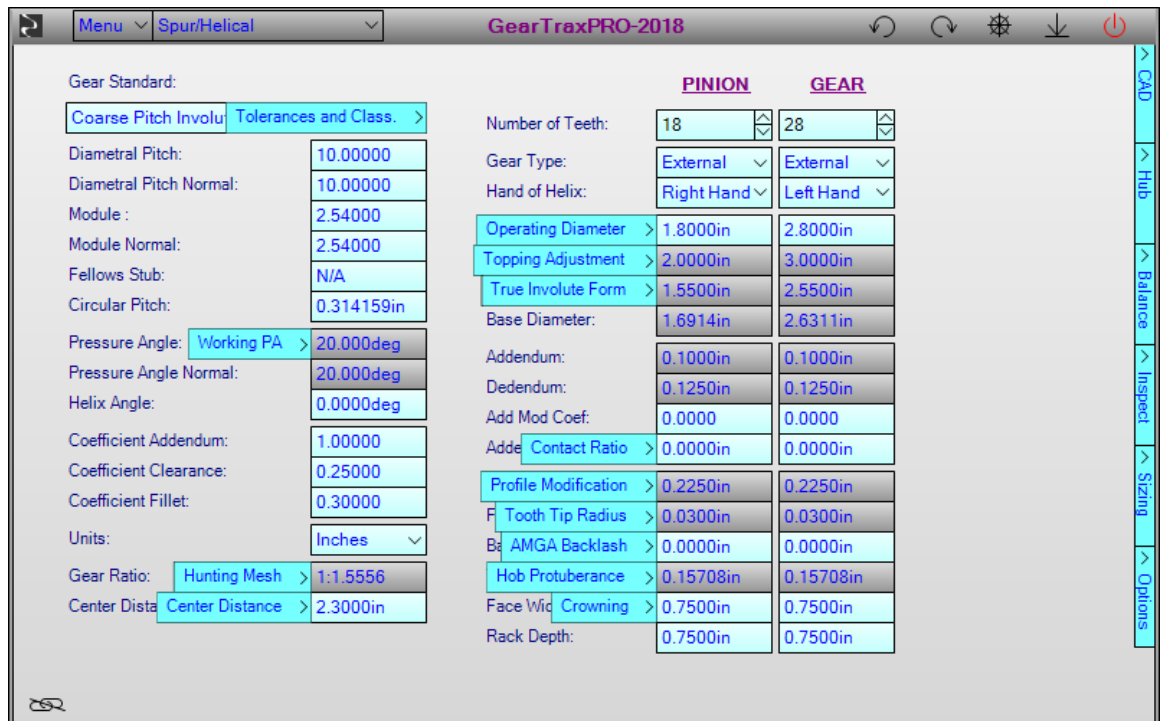 Menu Spur/Helical GearTraxPRO-2018
Gear Standard:
Coarse Pitch Involu Tolerances and Class. >
Diametral Pitch: 10.00000
Diametral Pitch Normal: 10.00000
Module : 2.54000
Module Normal: 2.54000
Fellows Stub: N/A
Circular Pitch: 0.314159in
Pressure Angle: Working PA > 20.000deg
Pressure Angle Normal: 20.000deg
Helix Angle: 0.0000deg
Coefficient Addendum: 1.00000
Coefficient Clearance: 0.25000
Coefficient Fillet: 0.30000
Units: Inches
Gear Ratio: Hunting Mesh > 1:1.5556
Center Dista Center Distance > 2.3000in
PINION GEAR
Number of Teeth: 18 28
Gear Type: External External
Hand of Helix: Right Hand Left Hand
Operating Diameter > 1.8000in 2.8000in
Topping Adjustment > 2.0000in 3.0000in
True Involute Form > 1.5500in 2.5500in
Base Diameter: 1.6914in 2.6311in
Addendum: 0.1000in 0.1000in
Dedendum: 0.1250in 0.1250in
Add Mod Coef: 0.0000 0.0000
Adde Contact Ratio > 0.0000in 0.0000in
Profile Modification > 0.2250in 0.2250in
F Tooth Tip Radius > 0.0300in 0.0300in
Ba AMGA Backlash > 0.0000in 0.0000in
Hob Protuberance > 0.15708in 0.15708in
Face Wid Crowning > 0.7500in 0.7500in
Rack Depth: 0.7500in 0.7500in
> CAD
> Hub
> Balance
> Inspect
> Sizing
> Options